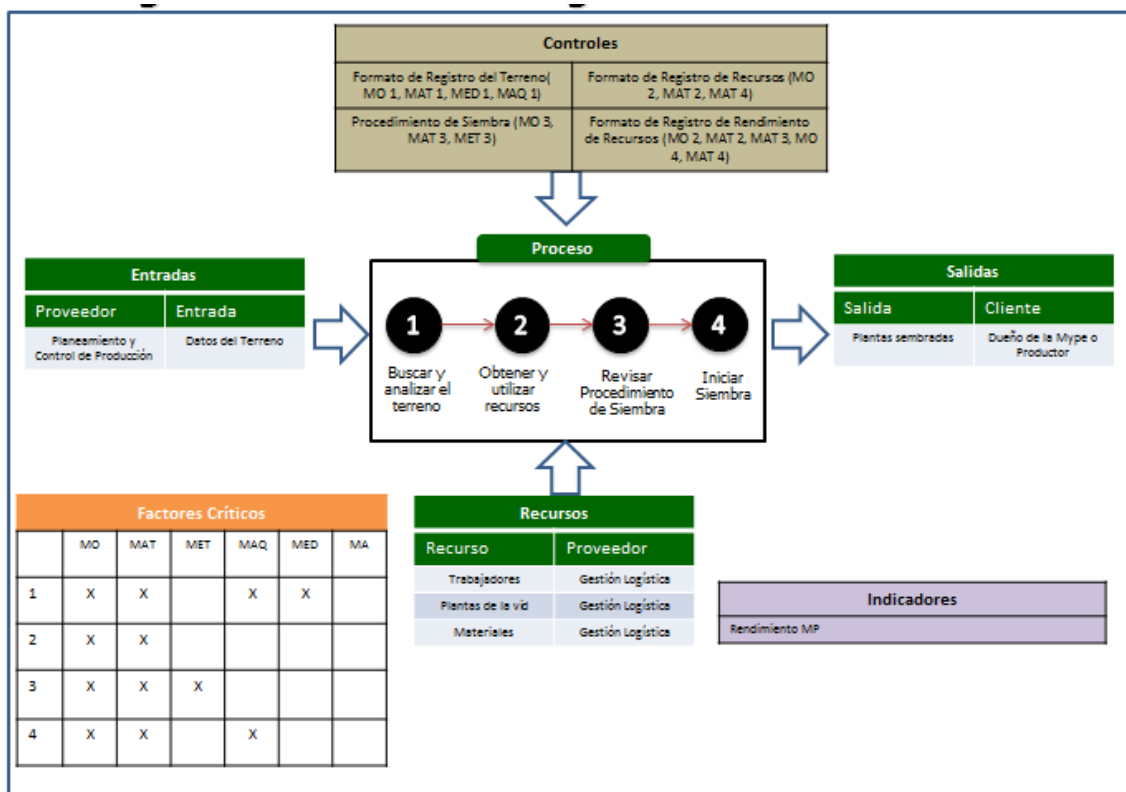 Controles
Formato de Registro del Terreno(
MO 1, MAT 1, MED 1, MAQ 1)
Formato de Registro de Recursos (MO
2, MAT 2, MAT 4)
Procedimiento de Siembra (MO 3,
MAT 3, MET 3)
Formato de Registro de Rendimiento
de Recursos (MO 2, MAT 2, MAT 3, MO
4, MAT 4)
Proceso
1
2
3
4
Buscar y
analizar el
terreno
Obtener y
utilizar
recursos
Revisar
Procedimiento
de Siembra
Iniciar
Siembra
Entradas
Proveedor
Entrada
Planeamiento y
Control de Producción
Datos del Terreno
Salidas
Salida
Cliente
Plantas sembradas
Dueño de la Mype o
Productor
Factores Críticos
MO MAT MET MAQ MED MA
1 X X X X
2 X X
3 X X X
4 X X X
Recursos
Recurso
Proveedor
Trabajadores
Gestión Logística
Plantas de la vid
Gestión Logística
Materiales
Gestión Logística
Indicadores
Rendimiento MP